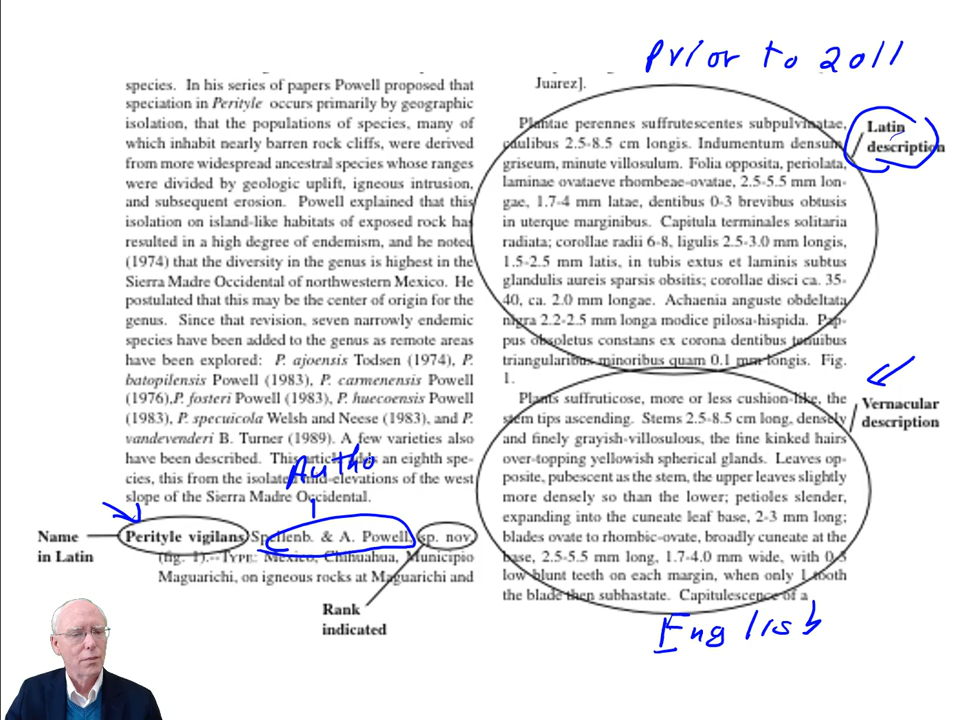 Prior to 2011
species. In his series of papers Powell proposed that
speciation in Perityle occurs primarily by geographic
isolation, that the populations of species, many of
which inhabit nearly barren rock cliffs, were derived
from more widespread ancestral species whose ranges
were divided by geologic uplift, igneous intrusion,
and subsequent erosion. Powell explained that this
isolation on island-like habitats of exposed rock has
resulted in a high degree of endemism, and he noted
(1974) that the diversity in the genus is highest in the
Sierra Madre Occidental of northwestern Mexico. He
postulated that this may be the center of origin for the
genus. Since that revision, seven narrowly endemic
species have been added to the genus as remote areas
have been explored: P. ajoensis Todsen (1974), P.
batopilensis Powell (1983), P. carmenensis Powell
(1976),P. fosteri Powell (1983), P. huecoensis Powell
(1983), P. specuicola Welsh and Neese (1983), and P.
vandevenderi B. Turner (1989). A few varieties also
have been described. This article adds an eighth spe-
cies, this from the isolated mid-elevations of the west
slope of the Sierra Madre Occidental.
Autho
Name
in Latin
Perityle vigilans Spellenb. & A. Powell, sp. nov.
(fig. 1).--TYPE: Mexico, Chihuahua, Municipio
Maguarichi, on igneous rocks at Maguarichi and
Rank
indicated
Juarez].
Plantae perennes suffrutescentes subpulvinatae,
caulibus 2.5-8.5 cm longis. Indumentum densum
griseum, minute villosulum. Folia opposita, periolata,
laminae ovataeve rhombeae-ovatae, 2.5-5.5 mm lon-
gae, 1.7-4 mm latae, dentibus 0-3 brevibus obtusis
in uterque marginibus. Capitula terminales solitaria
radiata; corollae radii 6-8, ligulis 2.5-3.0 mm longis,
1.5-2.5 mm latis, in tubis extus et laminis subtus
glandulis aureis sparsis obsitis; corollae disci ca. 35-
40, ca. 2.0 mm longae. Achaenia anguste obdeltata
nigra 2.2-2.5 mm longa modice pilosa-hispida. Pap-
pus obsoletus constans ex corona dentibus tenuibus
triangularibus minoribus quam 0.1 mm longis. Fig.
1.
Latin
description
Plants suffruticose, more or less cushion-like, the
stem tips ascending. Stems 2.5-8.5 cm long, densely
and finely grayish-villosulous, the fine kinked hairs
over-topping yellowish spherical glands. Leaves op-
posite, pubescent as the stem, the upper leaves slightly
more densely so than the lower; petioles slender,
expanding into the cuneate leaf base, 2-3 mm long;
blades ovate to rhombic-ovate, broadly cuneate at the
base, 2.5-5.5 mm long, 1.7-4.0 mm wide, with 0-3
low blunt teeth on each margin, when only 1 tooth
the blade then subhastate. Capitulescence of a
Vernacular
description
English